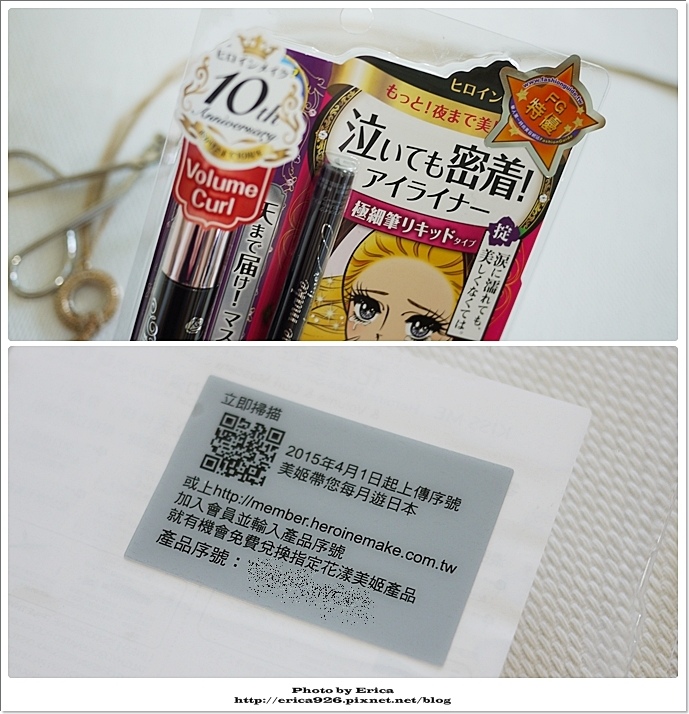 ヒロインメイク
10th
Anniversary
Volume
Curl
天まで届け!マス
ヒロイン
もっと!夜まで美
泣いても密着!
アイライナー
極細筆リキッドタイプ
掟
涙に濡れても、
美しくなくては。
FG
特優
立即掃描
2015年4月1日起上傳序號
美姬帶您每月遊日本
或上http://member.heroinemake.com.tw
加入會員並輸入產品序號
就有機會免費兌換指定花漾美姬產品
產品序號：
Photo by Erica
http://erica926.pixnet.net/blog